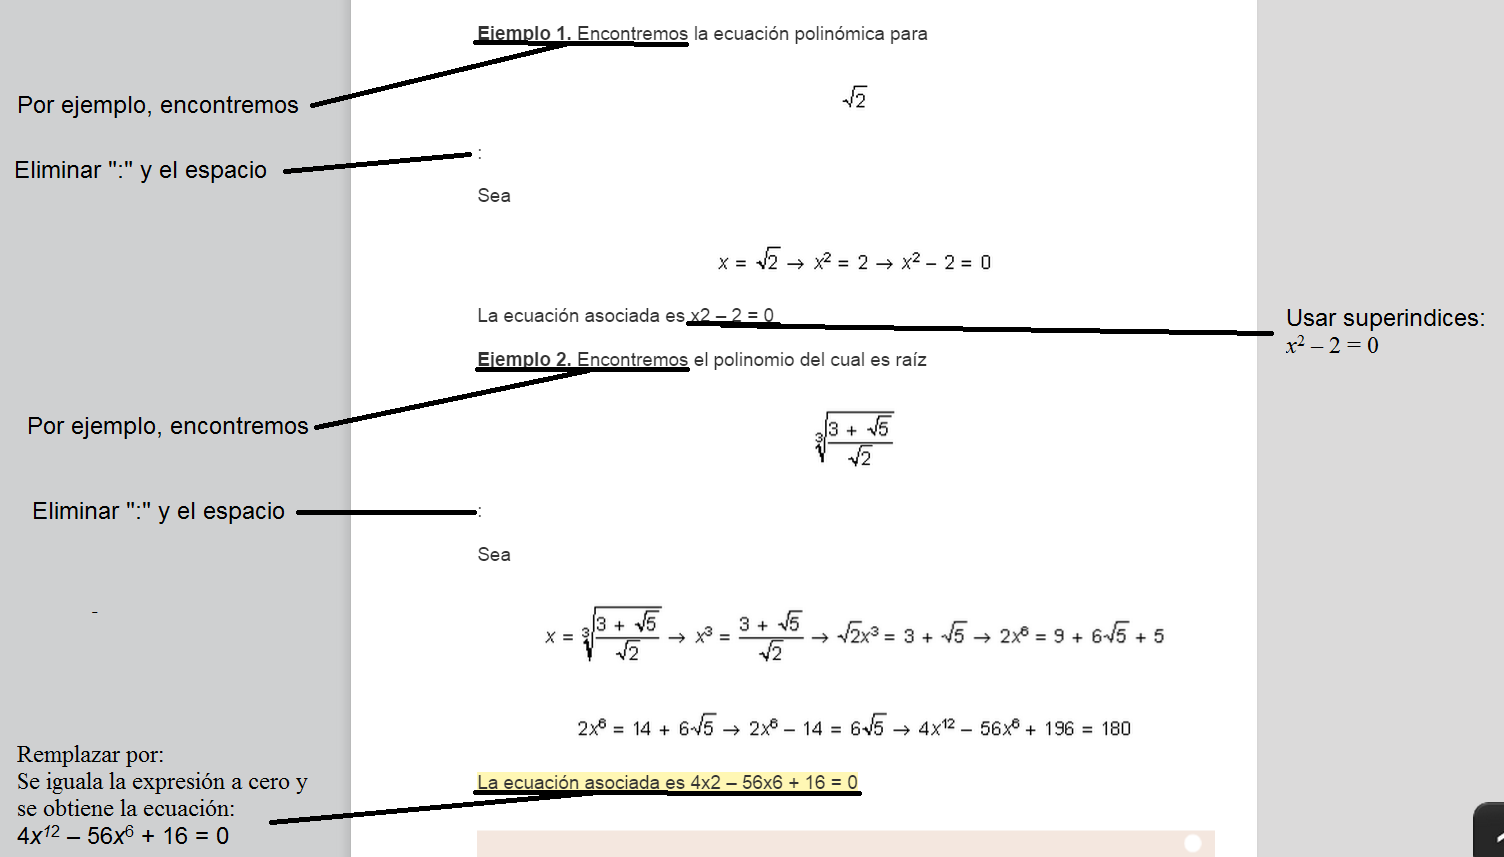 Ejemplo 1. Encontremos la ecuación polinómica para
√2
Por ejemplo, encontremos
:
Eliminar ":" y el espacio
Sea
x = √2 → x² = 2 → x² − 2 = 0
La ecuación asociada es x2 – 2 = 0
Usar superindices:
x² – 2 = 0
Ejemplo 2. Encontremos el polinomio del cual es raíz
∛((3 + √5)/√2)
Por ejemplo, encontremos
:
Eliminar ":" y el espacio
Sea
x = ∛((3 + √5)/√2) → x³ = (3 + √5)/√2 → √2x³ = 3 + √5 → 2x⁶ = 9 + 6√5 + 5
2x⁶ = 14 + 6√5 → 2x⁶ − 14 = 6√5 → 4x¹² − 56x⁶ + 196 = 180
La ecuación asociada es 4x2 – 56x6 + 16 = 0
Remplazar por:
Se iguala la expresión a cero y
se obtiene la ecuación:
4x¹² – 56x⁶ + 16 = 0